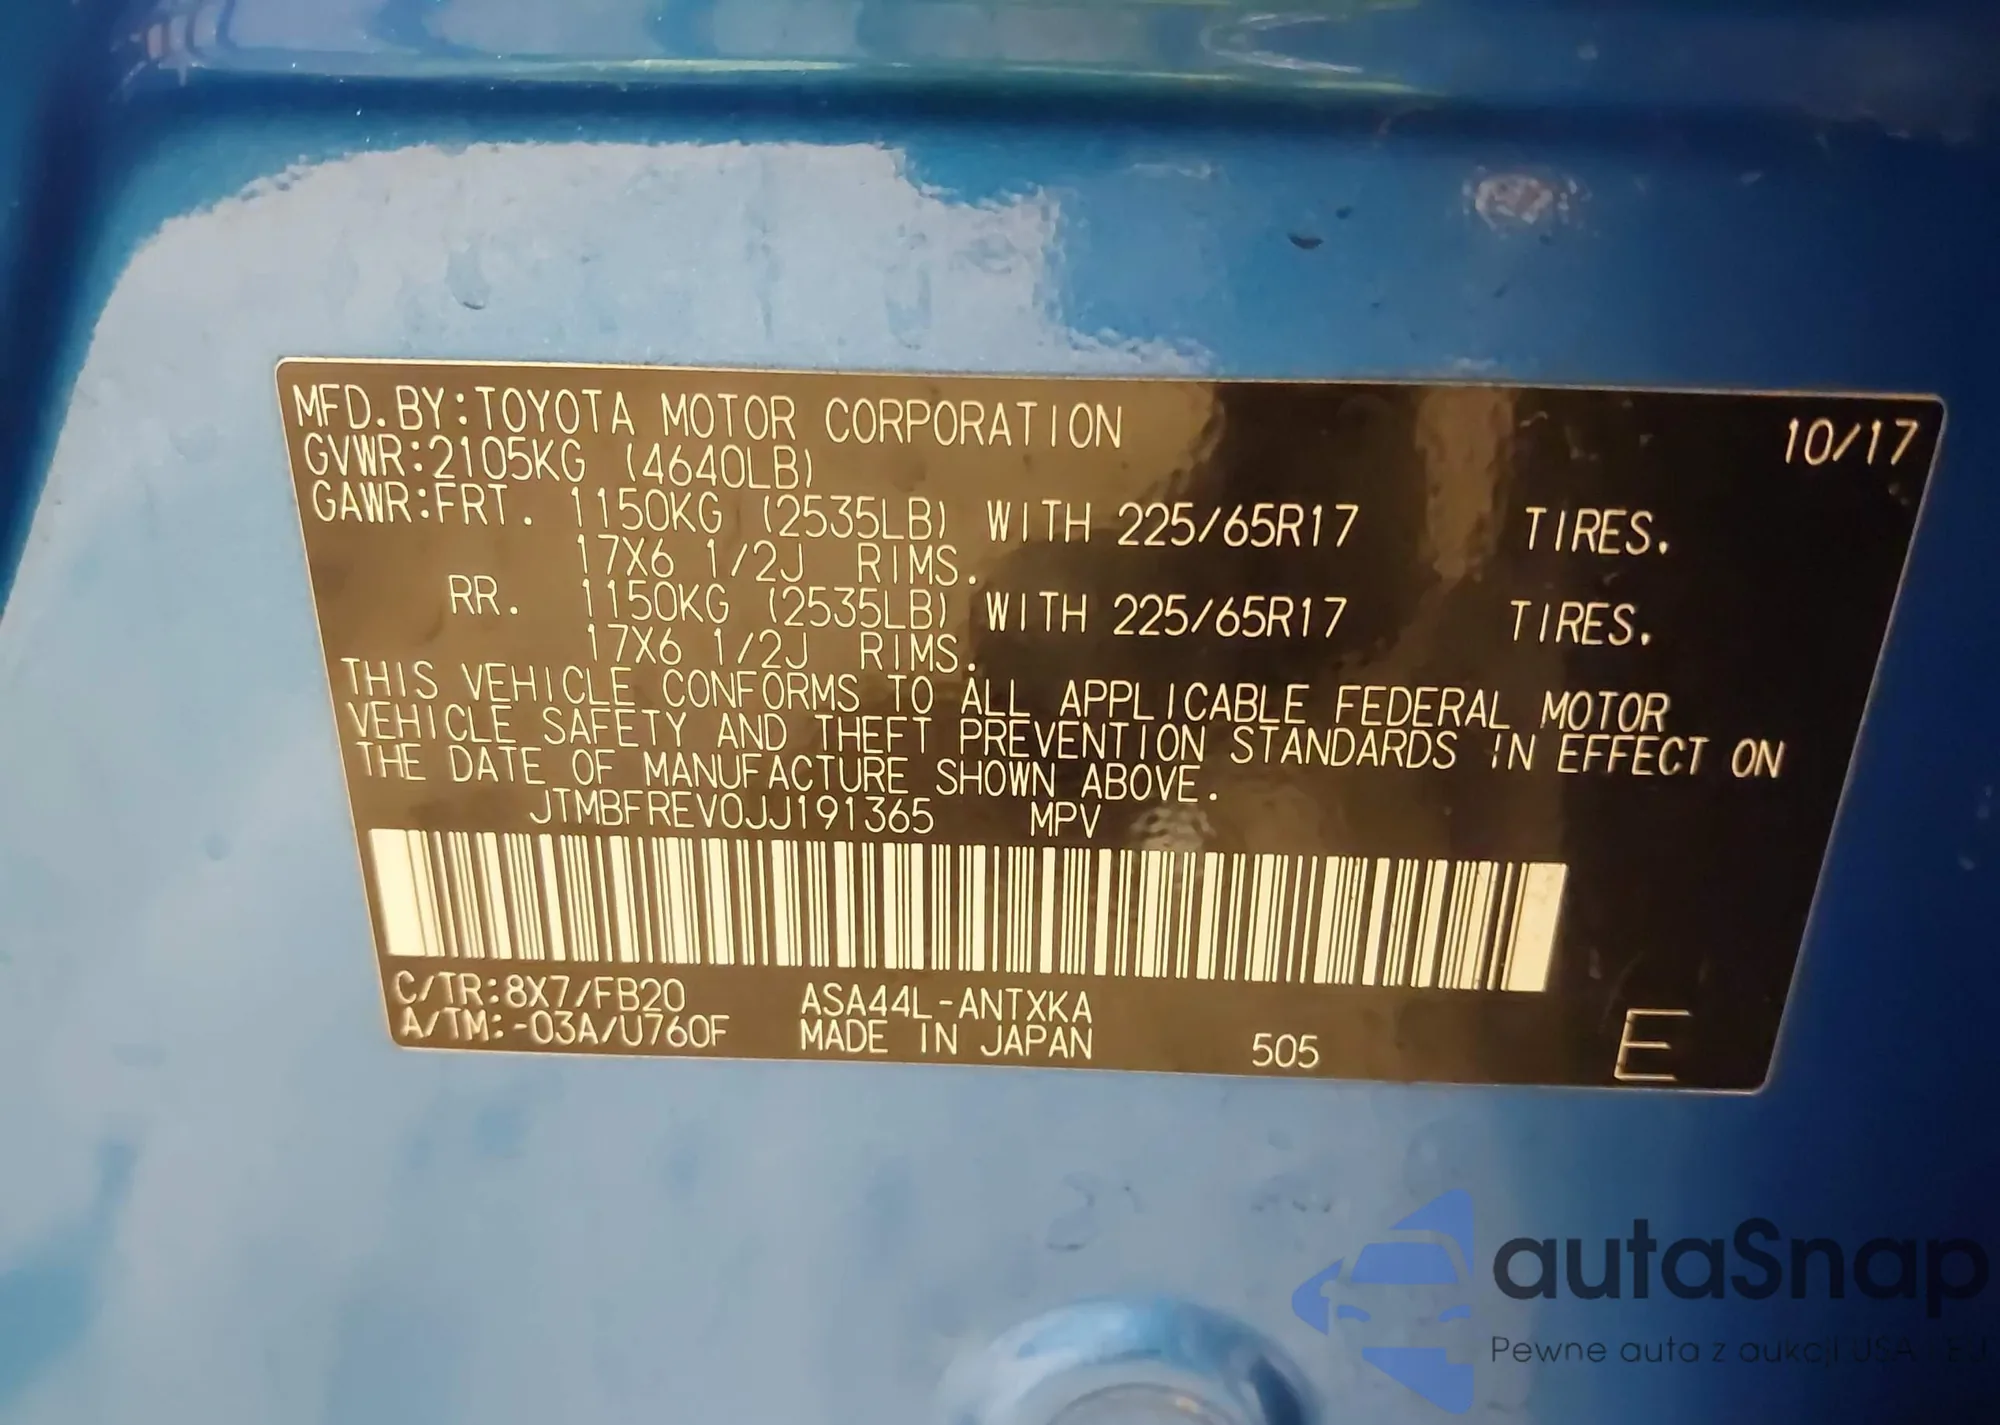 MFD.BY:TOYOTA MOTOR CORPORATION 10/17
GVWR:2105KG (4640LB)
GAWR:FRT. 1150KG (2535LB) WITH 225/65R17 TIRES.
17X6 1/2J RIMS.
RR. 1150KG (2535LB) WITH 225/65R17 TIRES.
17X6 1/2J RIMS.
THIS VEHICLE CONFORMS TO ALL APPLICABLE FEDERAL MOTOR
VEHICLE SAFETY AND THEFT PREVENTION STANDARDS IN EFFECT ON
THE DATE OF MANUFACTURE SHOWN ABOVE.
JTMBFREV0JJ191365 MPV
C/TR:8X7/FB20 ASA44L-ANTXKA
A/TM:-03A/U760F MADE IN JAPAN 505 E
autaSnap
Pewne auta z aukcji USA i EU